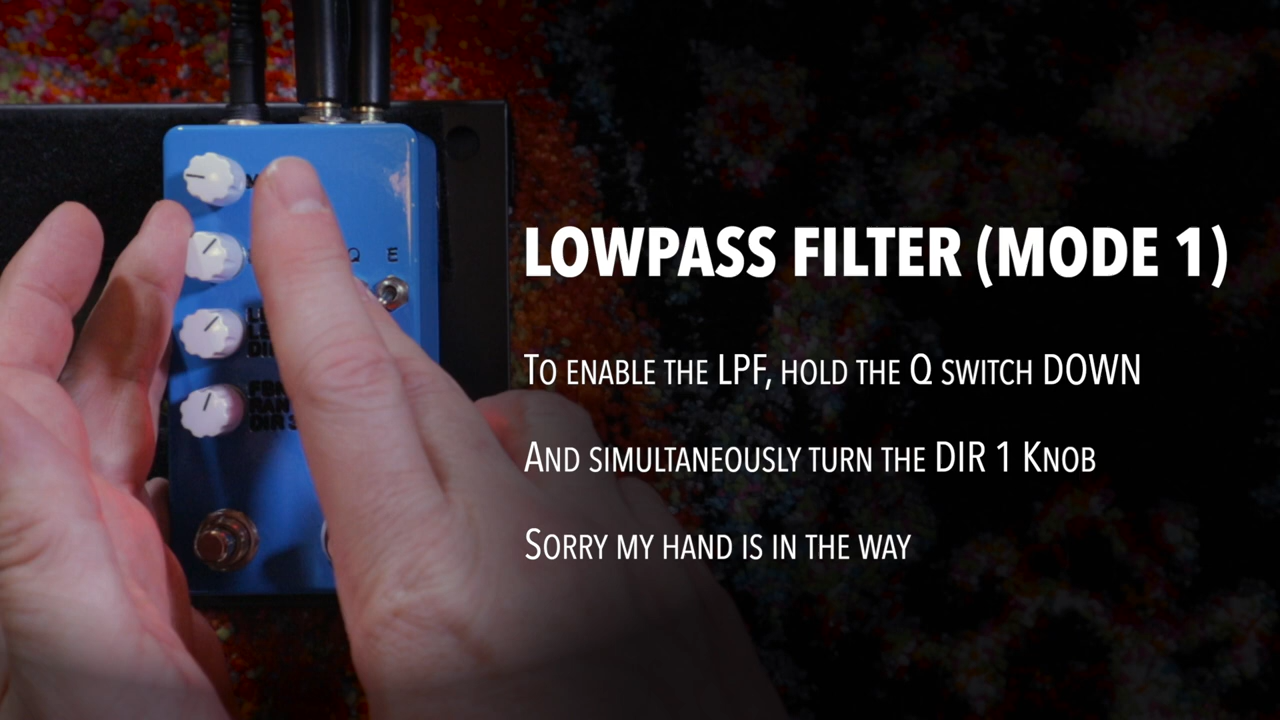 Q E
LOWPASS FILTER (MODE 1)
To enable the LPF, hold the Q switch DOWN
And simultaneously turn the DIR 1 Knob
Sorry my hand is in the way